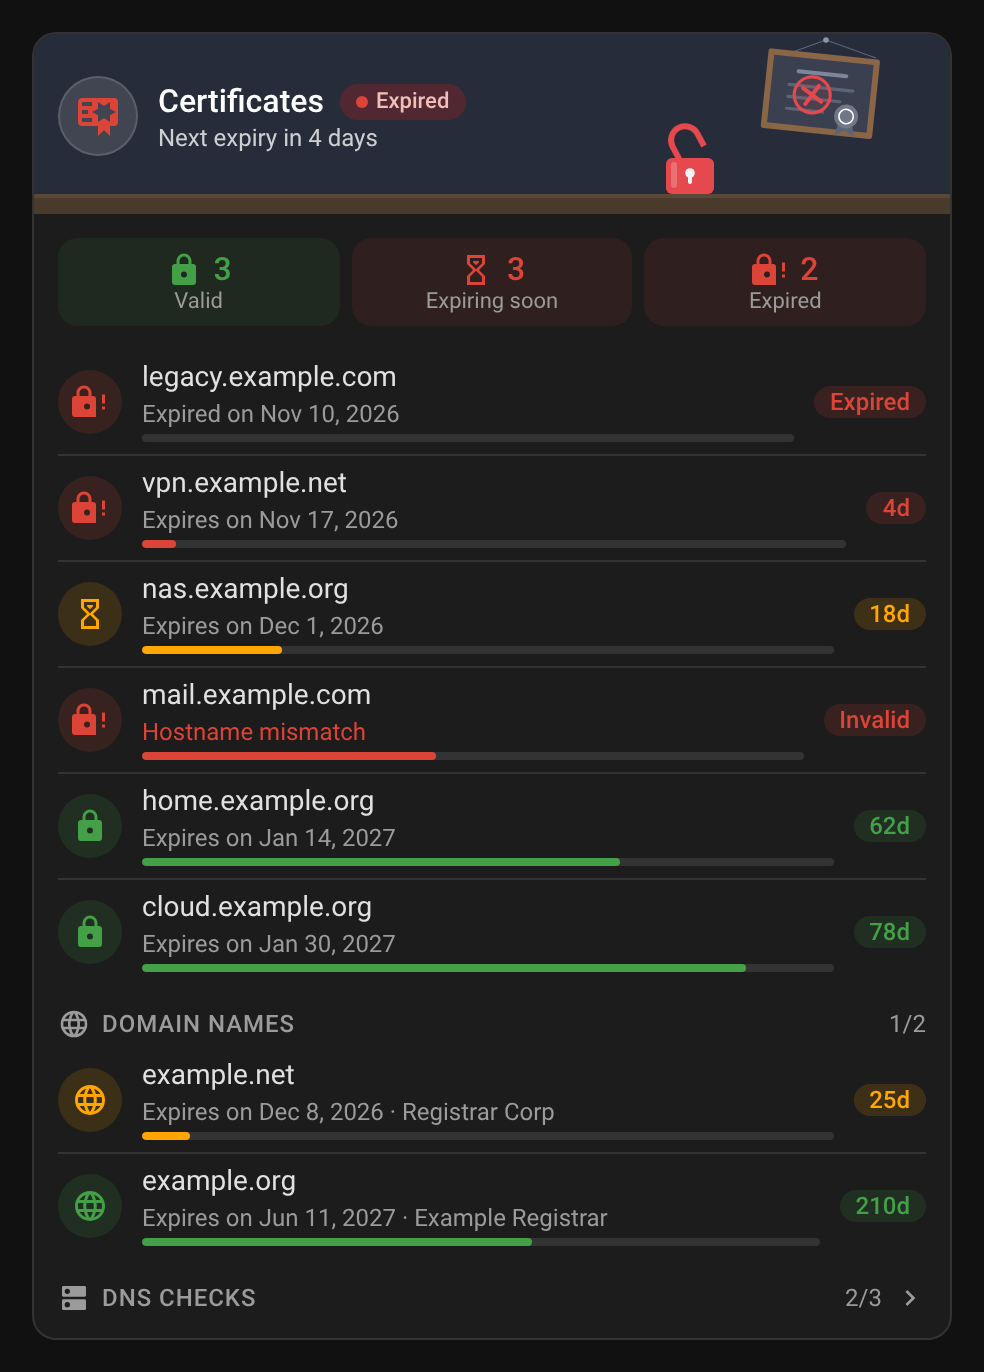 Certificates
Expired
Next expiry in 4 days
3
Valid
3
Expiring soon
2
Expired
legacy.example.com
Expired on Nov 10, 2026
Expired
vpn.example.net
Expires on Nov 17, 2026
4d
nas.example.org
Expires on Dec 1, 2026
18d
mail.example.com
Hostname mismatch
Invalid
home.example.org
Expires on Jan 14, 2027
62d
cloud.example.org
Expires on Jan 30, 2027
78d
DOMAIN NAMES
1/2
example.net
Expires on Dec 8, 2026 · Registrar Corp
25d
example.org
Expires on Jun 11, 2027 · Example Registrar
210d
DNS CHECKS
2/3